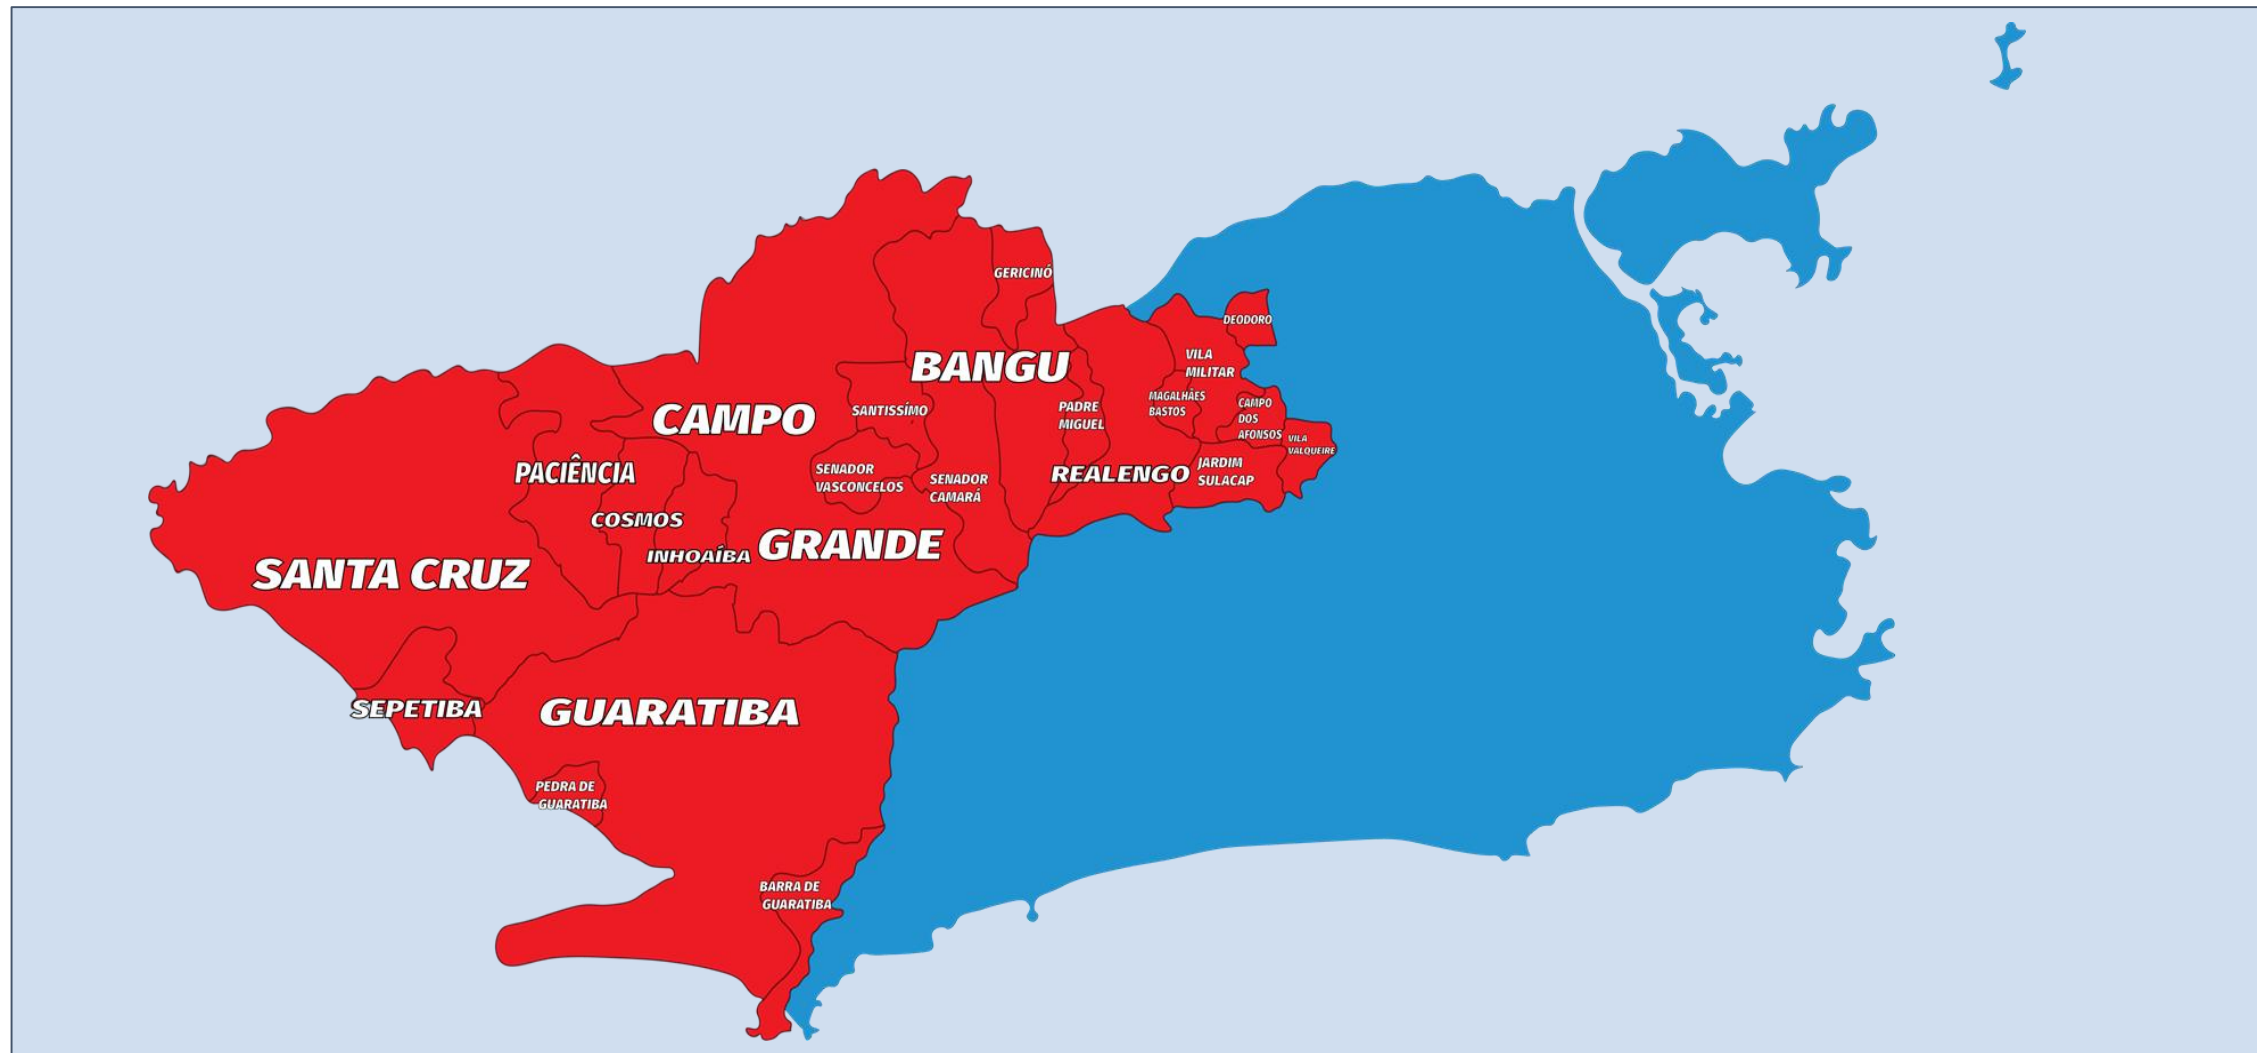 GERICINÓ
DEODORO
BANGU
VILA
MILITAR
CAMPO
SANTISSÍMO
PADRE
MIGUEL
MAGALHÃES
BASTOS
CAMPO
DOS
AFONSOS
VILA
VALQUEIRE
PACIÊNCIA
SENADOR
VASCONCELOS
SENADOR
CAMARÁ
REALENGO
JARDIM
SULACAP
COSMOS
INHOAÍBA
GRANDE
SANTA CRUZ
SEPETIBA
GUARATIBA
PEDRA DE
GUARATIBA
BARRA DE
GUARATIBA